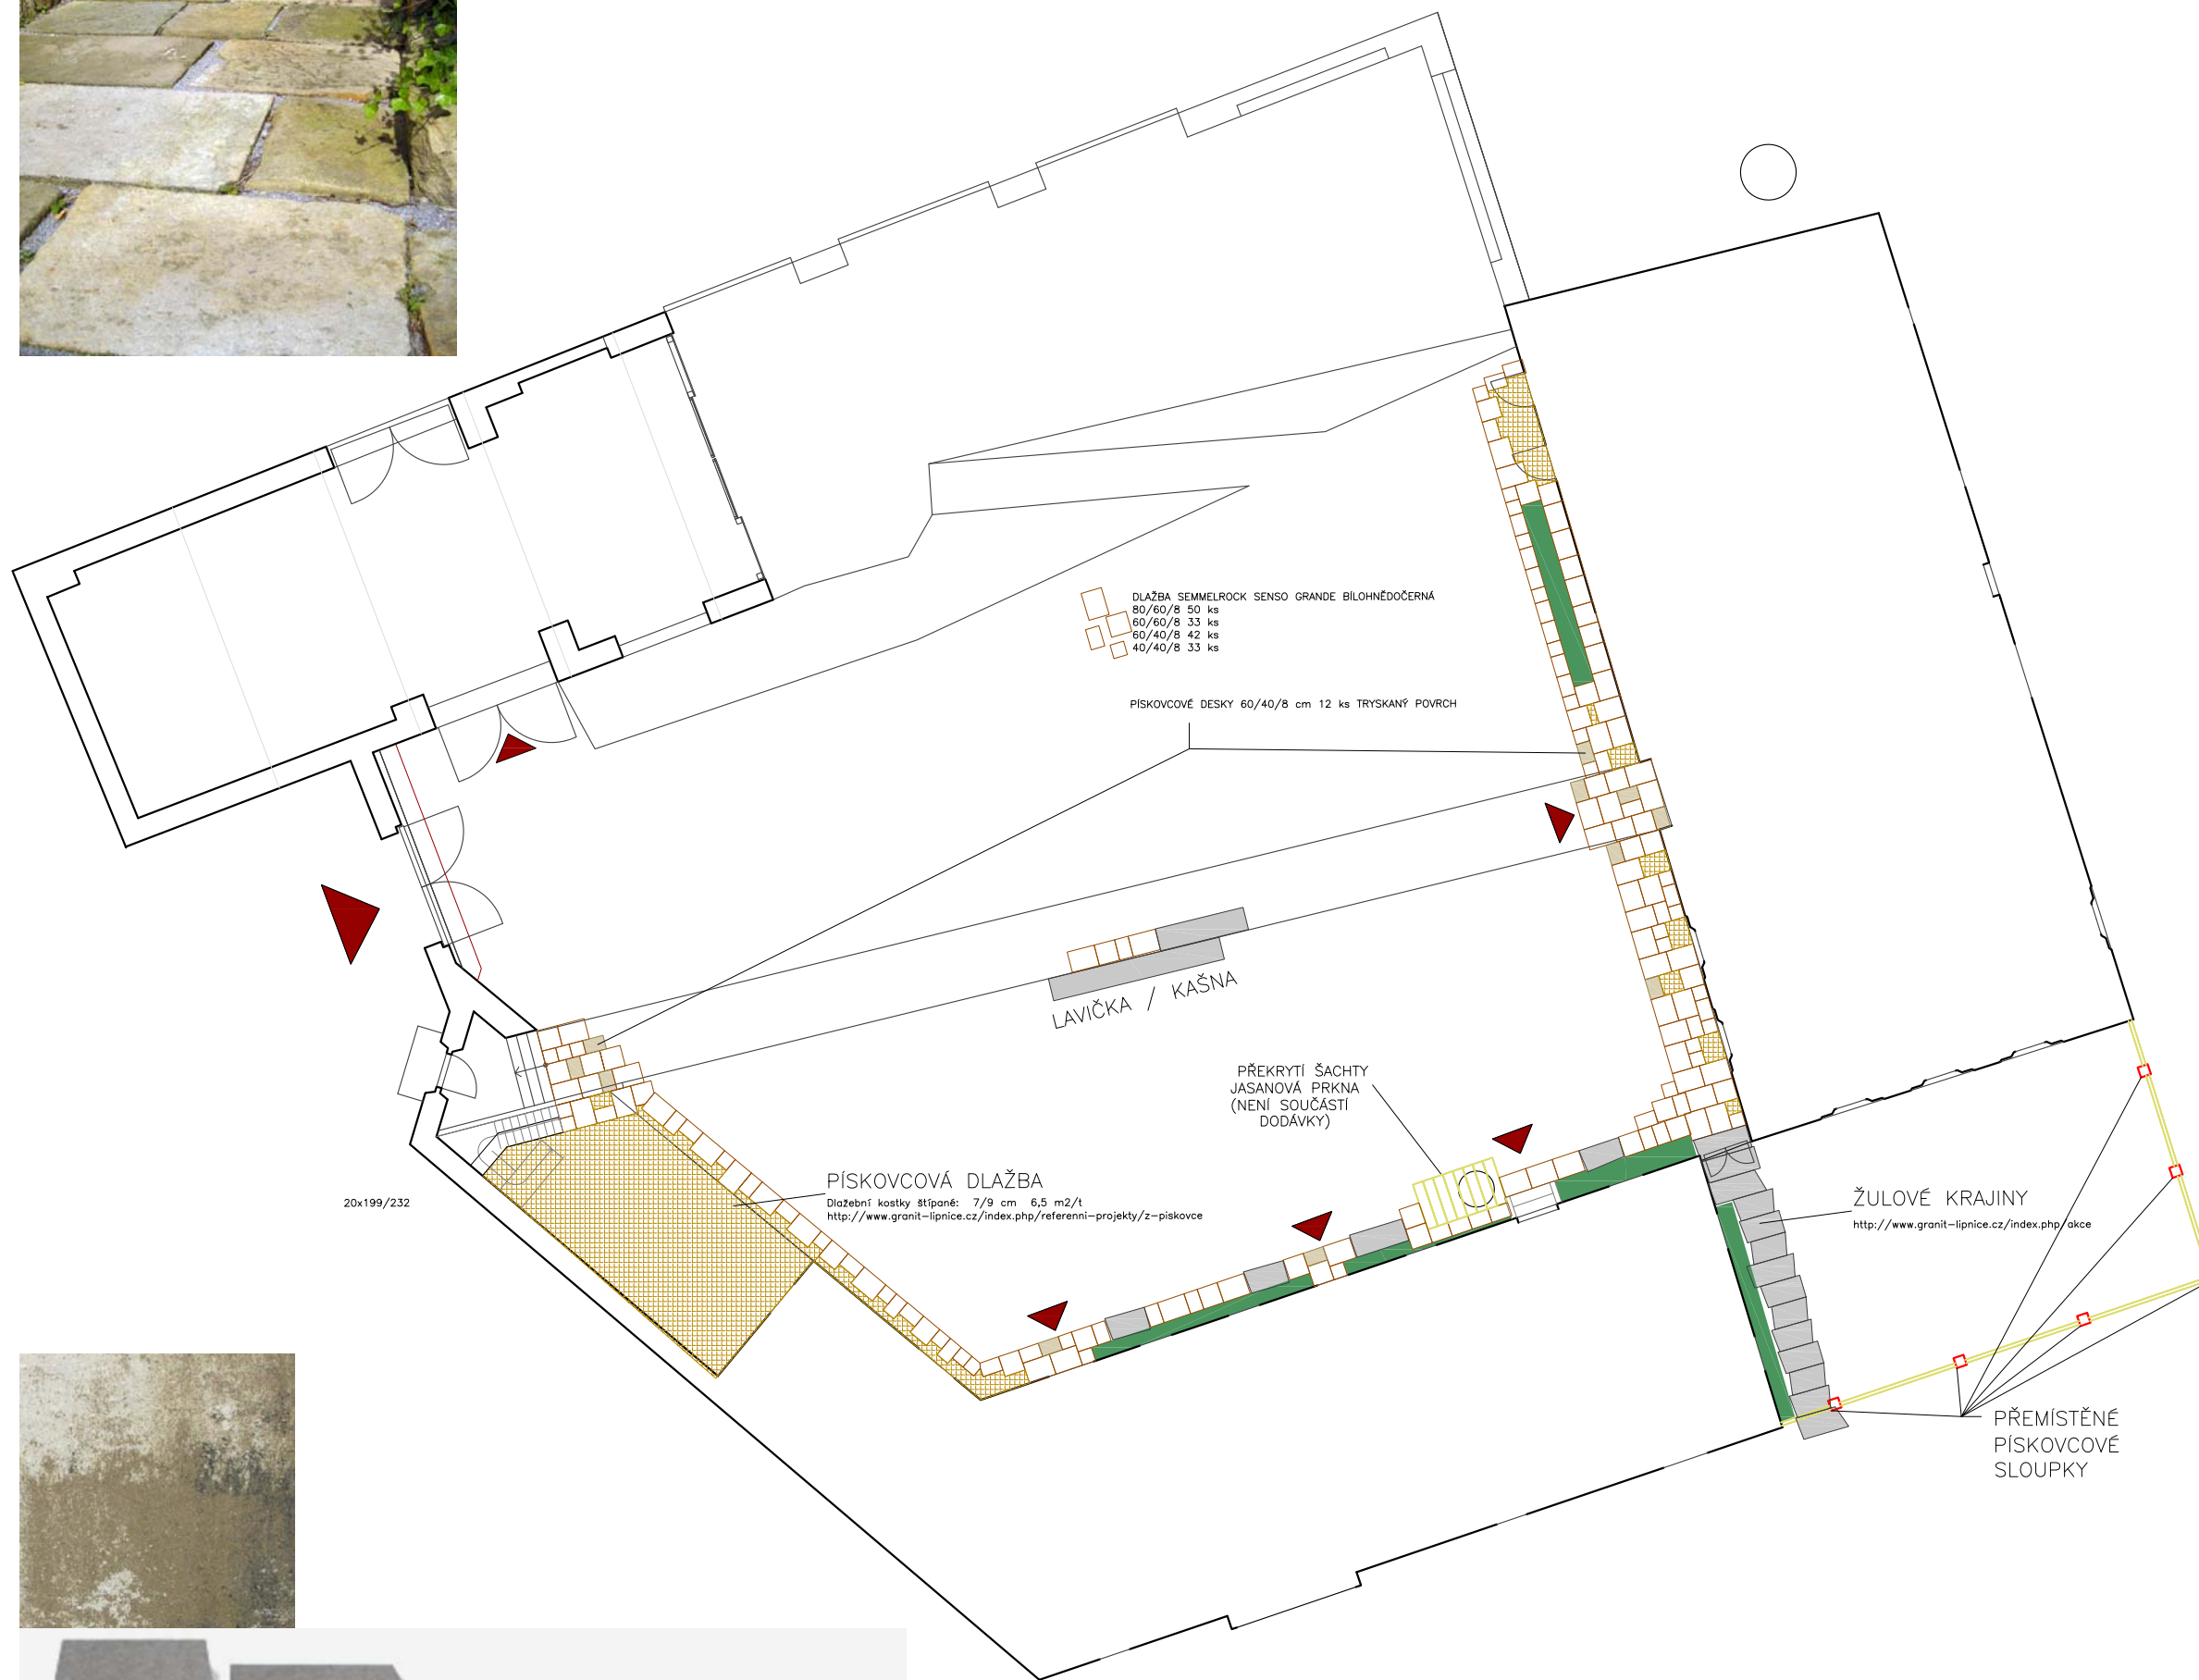 DLAŽBA SEMMELROCK SENSO GRANDE BÍLOHNĚDOČERNÁ
80/60/8 50 ks
60/60/8 33 ks
60/40/8 42 ks
40/40/8 33 ks
PÍSKOVCOVÉ DESKY 60/40/8 cm 12 ks TRYSKANÝ POVRCH
LAVIČKA / KAŠNA
PŘEKRYTÍ ŠACHTY
JASANOVÁ PRKNA
(NENÍ SOUČÁSTÍ
DODÁVKY)
PÍSKOVCOVÁ DLAŽBA
Dlažební kostky štípané: 7/9 cm 6,5 m2/t
http://www.granit-lipnice.cz/index.php/referenni-projekty/z-piskovce
20x199/232
ŽULOVÉ KRAJINY
http://www.granit-lipnice.cz/index.php/akce
PŘEMÍSTĚNÉ
PÍSKOVCOVÉ
SLOUPKY